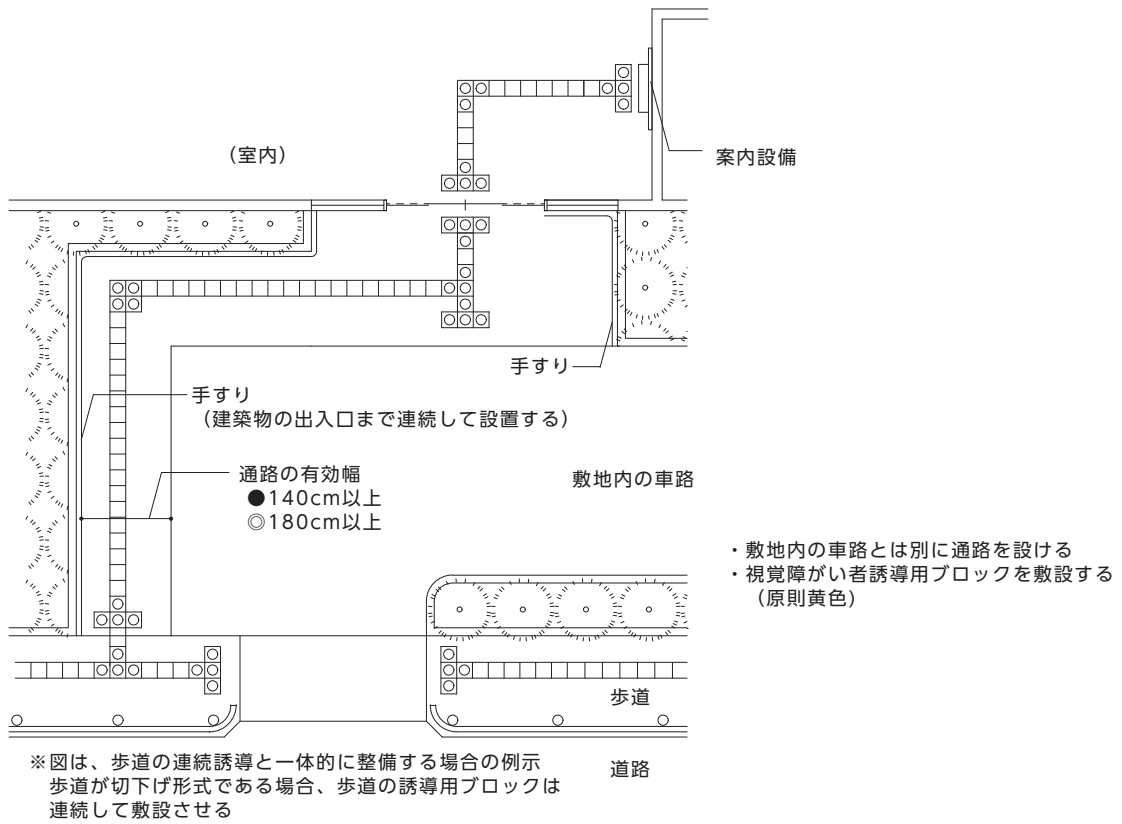 （室内）
案内設備
手すり
手すり
（建築物の出入口まで連続して設置する）
通路の有効幅
●140cm以上
◎180cm以上
敷地内の車路
・敷地内の車路とは別に通路を設ける
・視覚障がい者誘導用ブロックを敷設する
（原則黄色)
歩道
道路
※図は、歩道の連続誘導と一体的に整備する場合の例示
歩道が切下げ形式である場合、歩道の誘導用ブロックは
連続して敷設させる